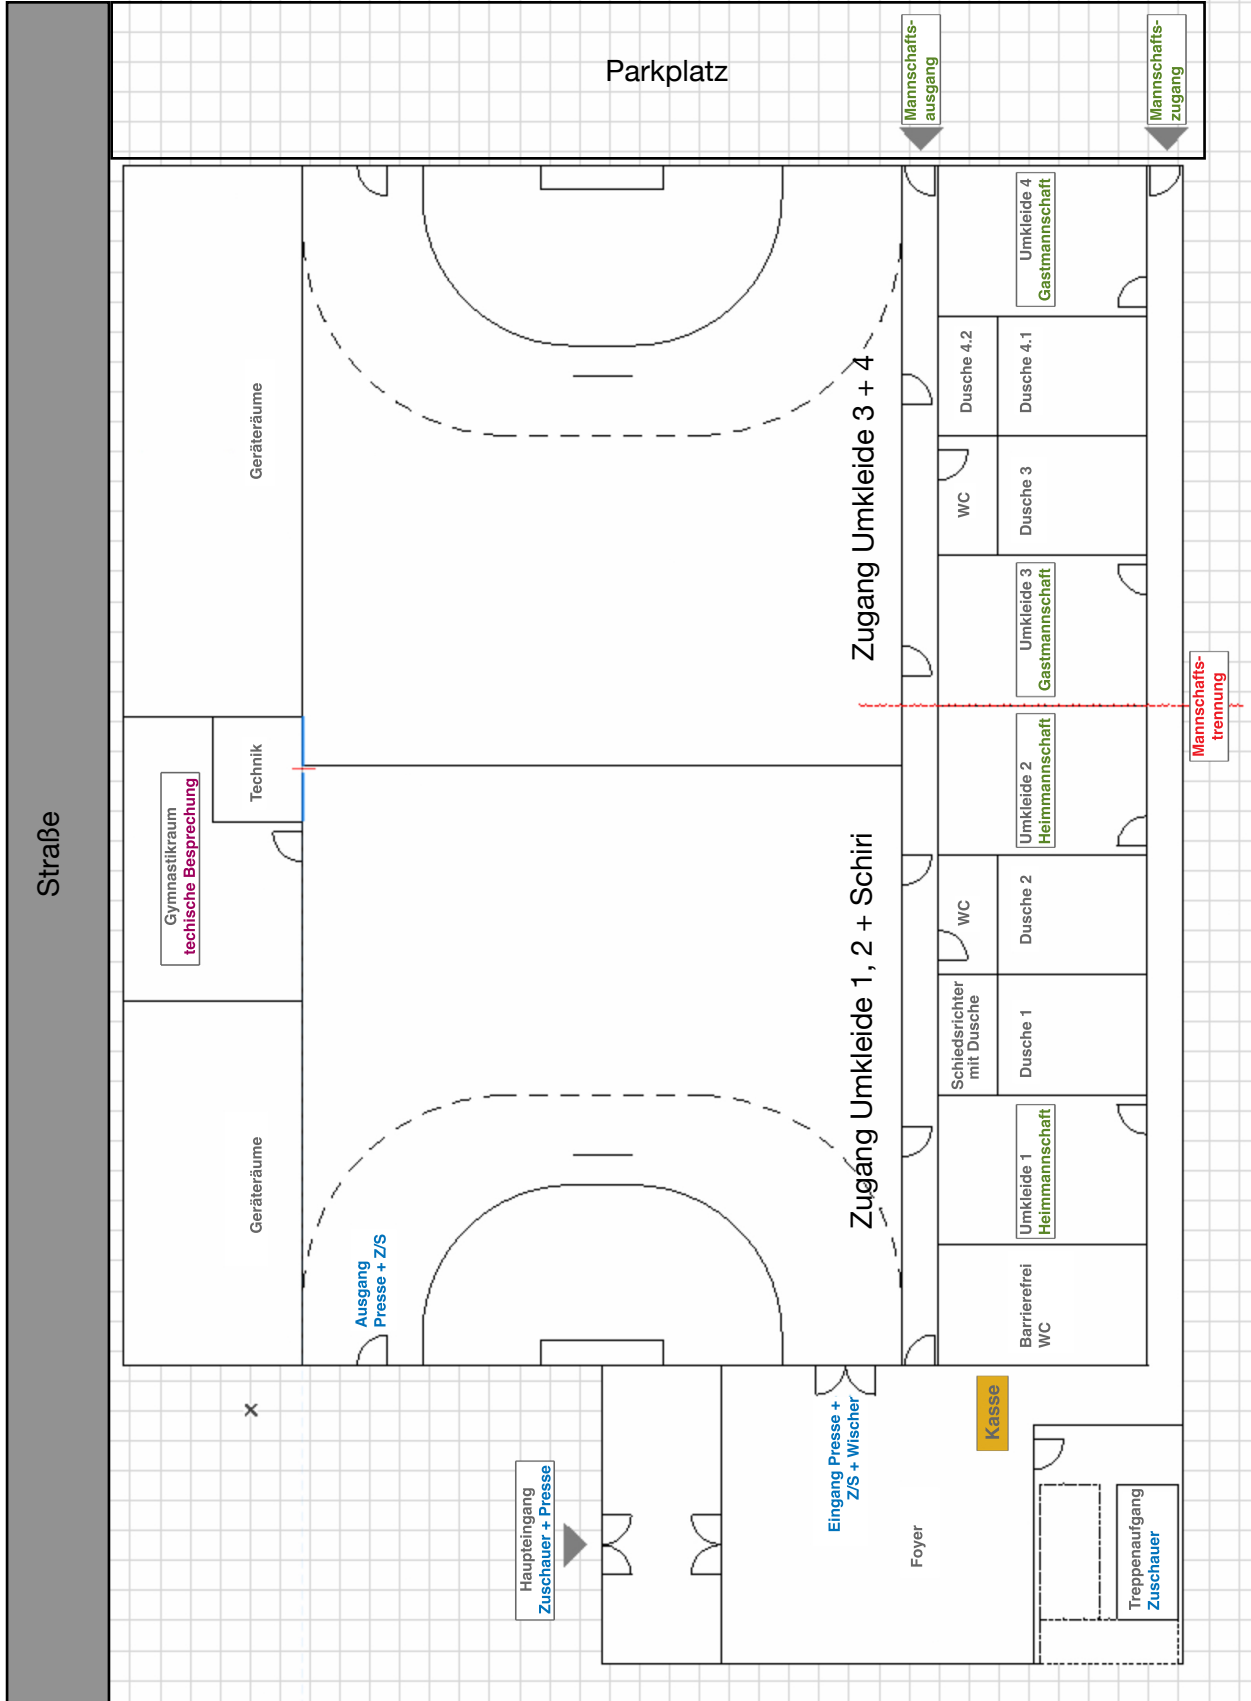 Straße
Parkplatz
Mannschafts-
ausgang
Mannschafts-
zugang
Geräteräume
Umkleide 4
Gastmannschaft
Dusche 4.2
Dusche 4.1
WC
Dusche 3
Zugang Umkleide 3 + 4
Umkleide 3
Gastmannschaft
Mannschafts-
trennung
Technik
Gymnastikraum
techische Besprechung
Umkleide 2
Heimmannschaft
WC
Dusche 2
Zugang Umkleide 1, 2 + Schiri
Schiedsrichter
mit Dusche
Dusche 1
Geräteräume
Umkleide 1
Heimmannschaft
Ausgang
Presse + Z/S
Barrierefrei
WC
Kasse
Eingang Presse +
Z/S + Wischer
Haupteingang
Zuschauer + Presse
Foyer
Treppenaufgang
Zuschauer